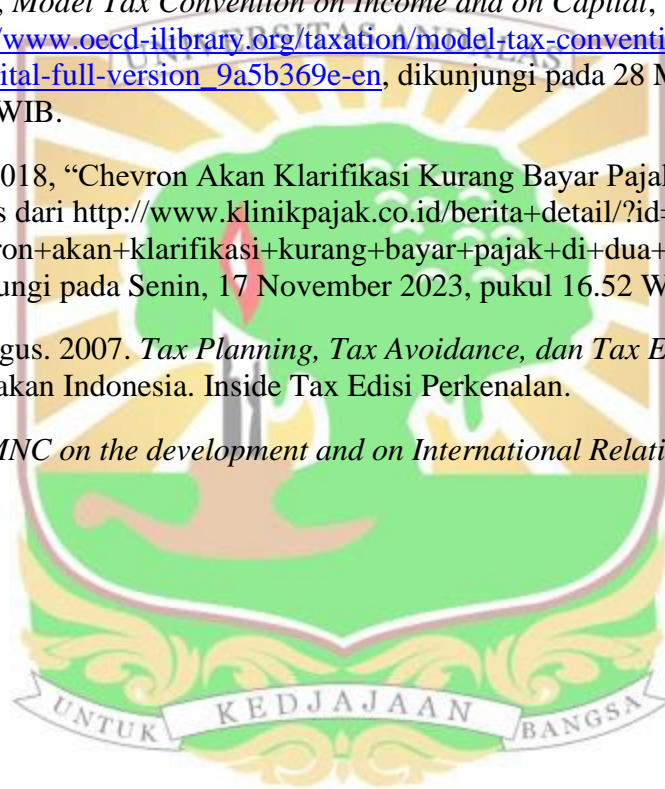 , Model Tax Convention on Income and on Capital,
/www.oecd-ilibrary.org/taxation/model-tax-conventi
ital-full-version_9a5b369e-en, dikunjungi pada 28 M
WIB.
018, “Chevron Akan Klarifikasi Kurang Bayar Pajak
s dari http://www.klinikpajak.co.id/berita+detail/?id=
ron+akan+klarifikasi+kurang+bayar+pajak+di+dua+
ungi pada Senin, 17 November 2023, pukul 16.52 W
gus. 2007. Tax Planning, Tax Avoidance, dan Tax E
akan Indonesia. Inside Tax Edisi Perkenalan.
MNC on the development and on International Relati
UNTUK KEDJAJAAN BANGSA